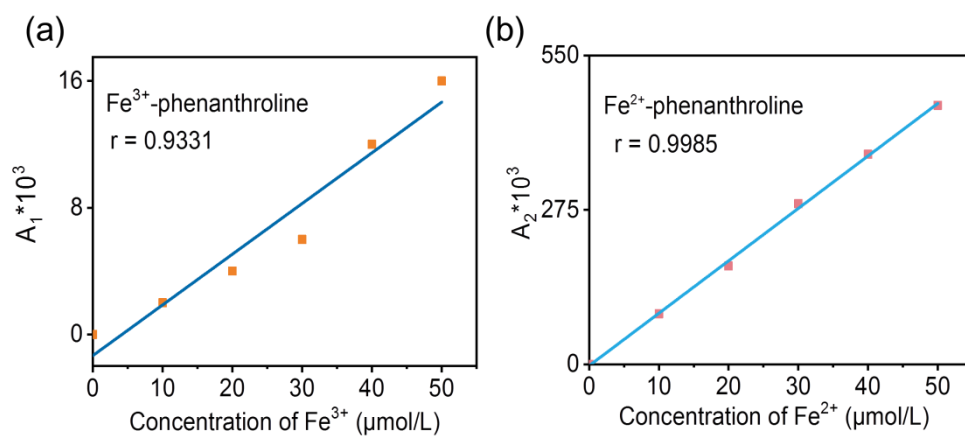 (a)
Fe³⁺-phenanthroline
r = 0.9331
A₁*10³
16
8
0
0 10 20 30 40 50
Concentration of Fe³⁺ (μmol/L)
(b)
Fe²⁺-phenanthroline
r = 0.9985
A₂*10³
550
275
0
0 10 20 30 40 50
Concentration of Fe²⁺ (μmol/L)